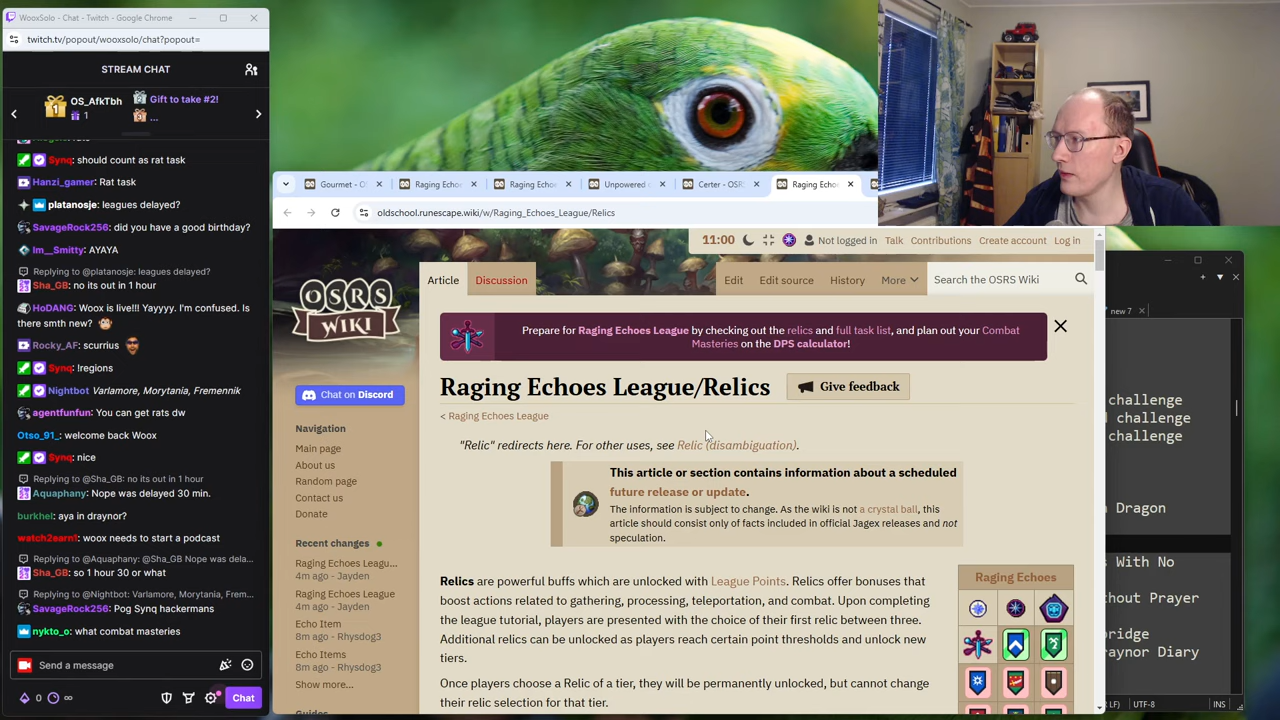 WooxSolo - Chat - Twitch - Google Chrome
twitch.tv/popout/wooxsolo/chat?popout=
STREAM CHAT
1
OS_AfkTbh
1
2
Gift to take #2!
...
Synq: should count as rat task
Hanzi_gamer: Rat task
platanosje: leagues delayed?
SavageRock256: did you have a good birthday?
Im__Smitty: AYAYA
Replying to @platanosje: leagues delayed?
Sha_GB: no its out in 1 hour
HoDANG: Woox is live!!! Yayyyy. I'm confused. Is
there smth new?
Rocky_AF: scurrius
Synq: !regions
Nightbot Varlamore, Morytania, Fremennik
agentfunfun: You can get rats dw
Otso_91_: welcome back Woox
Synq: nice
Replying to @Sha_GB: no its out in 1 hour
Aquaphany: Nope was delayed 30 min.
burkhel: aya in draynor?
watch2earn1: woox needs to start a podcast
Replying to @Aquaphany: @Sha_GB Nope was dela...
Sha_GB: so 1 hour 30 or what
Replying to @Nightbot: Varlamore, Morytania, Frem...
SavageRock256: Pog Synq hackermans
nykto_o: what combat masteries
Send a message
0
∞
Chat
Gourmet - O
Raging Echo
Raging Echo
Unpowered
Certer - OSR
Raging Echo
oldschool.runescape.wiki/w/Raging_Echoes_League/Relics
11:00
Not logged in
Talk
Contributions
Create account
Log in
OSRS
WIKI
Article
Discussion
Edit
Edit source
History
More
Search the OSRS Wiki
Prepare for Raging Echoes League by checking out the relics and full task list, and plan out your Combat
Masteries on the DPS calculator!
Raging Echoes League/Relics
Give feedback
< Raging Echoes League
"Relic" redirects here. For other uses, see Relic (disambiguation).
This article or section contains information about a scheduled
future release or update.
The information is subject to change. As the wiki is not a crystal ball, this
article should consist only of facts included in official Jagex releases and not
speculation.
Relics are powerful buffs which are unlocked with League Points. Relics offer bonuses that
boost actions related to gathering, processing, teleportation, and combat. Upon completing
the league tutorial, players are presented with the choice of their first relic between three.
Additional relics can be unlocked as players reach certain point thresholds and unlock new
tiers.
Once players choose a Relic of a tier, they will be permanently unlocked, but cannot change
their relic selection for that tier.
Raging Echoes
Chat on Discord
Navigation
Main page
About us
Random page
Contact us
Donate
Recent changes
Raging Echoes Leagu...
4m ago - Jayden
Raging Echoes League
4m ago - Jayden
Echo Item
8m ago - Rhysdog3
Echo Items
8m ago - Rhysdog3
Show more...
new 7
challenge
challenge
challenge
Dragon
s With No
thout Prayer
ridge
raynor Diary
LF)
UTF-8
INS